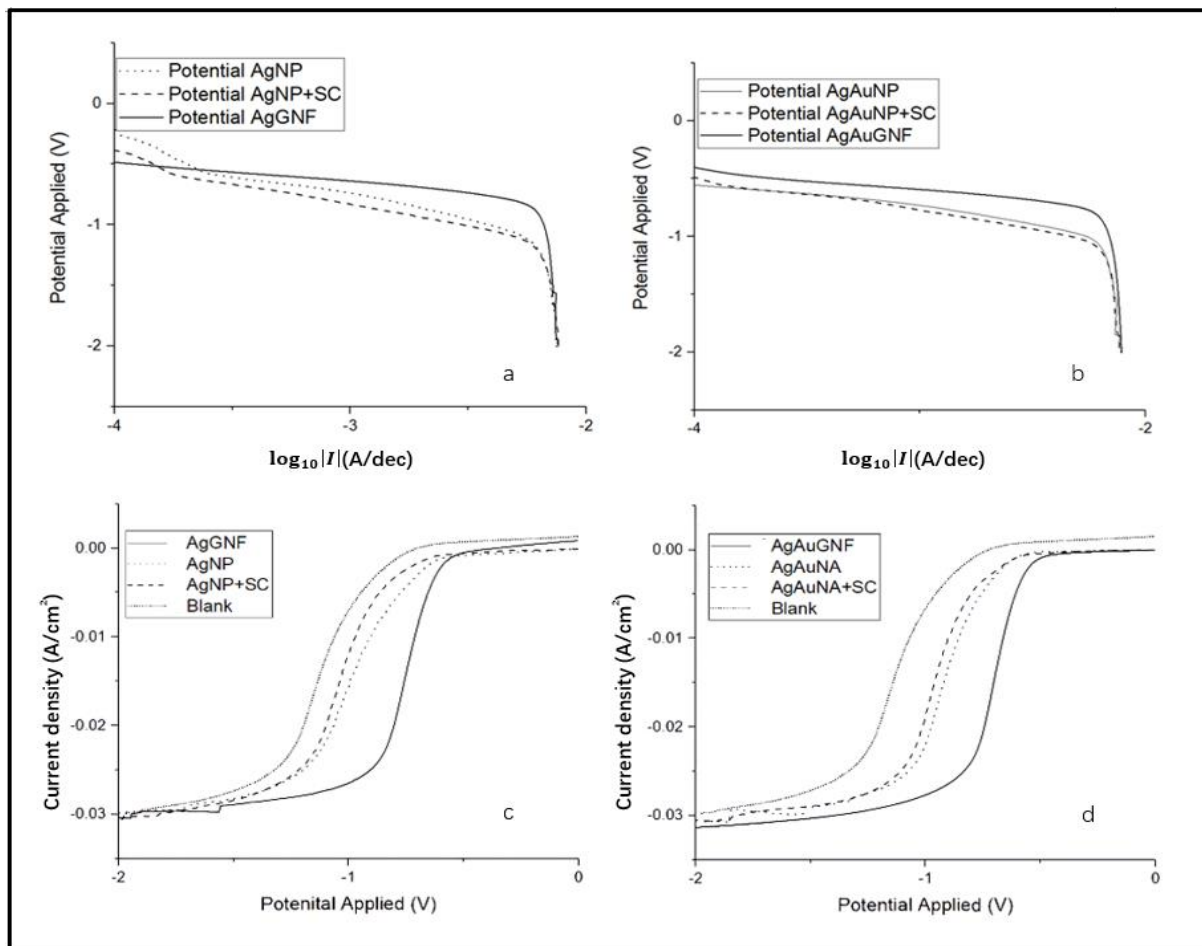 Potential AgNP
Potential AgNP+SC
Potential AgGNF
0
-1
-2
Potential Applied (V)
a
-4
-3
-2
log₁₀|I|(A/dec)
Potential AgAuNP
Potential AgAuNP+SC
Potential AgAuGNF
0
-1
-2
Potential Applied (V)
b
-4
-2
log₁₀|I|(A/dec)
AgGNF
AgNP
AgNP+SC
Blank
0.00
-0.01
-0.02
-0.03
Current density (A/cm²)
c
-2
-1
0
Potenital Applied (V)
AgAuGNF
AgAuNA
AgAuNA+SC
Blank
0.00
-0.01
-0.02
-0.03
Current density (A/cm²)
d
-2
-1
0
Potential Applied (V)